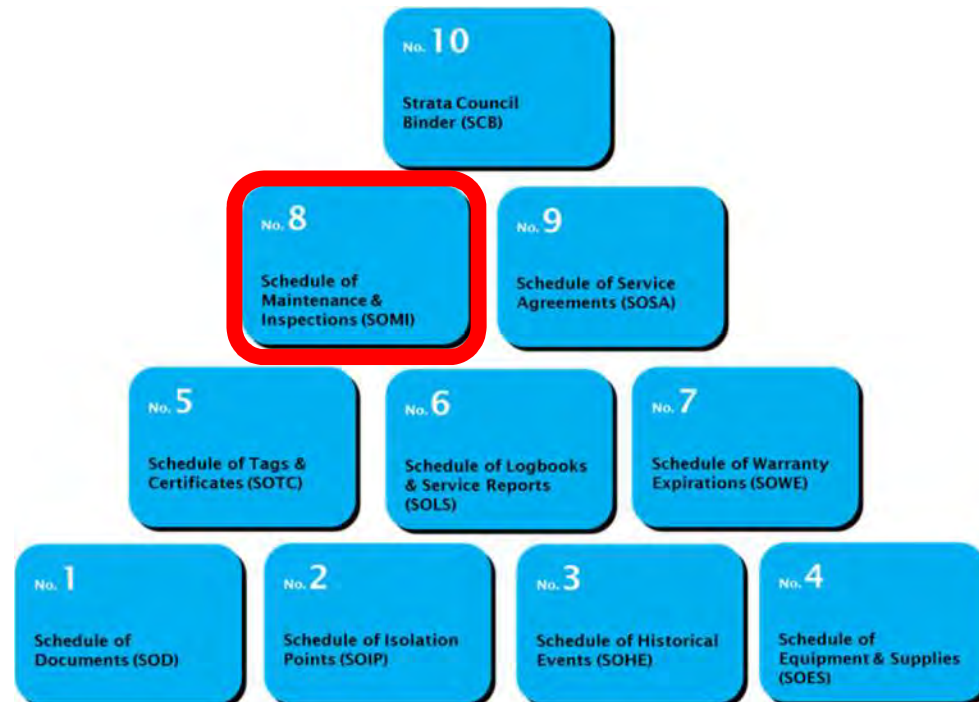 No. 10
Strata Council
Binder (SCB)
No. 8
Schedule of
Maintenance &
Inspections (SOMI)
No. 9
Schedule of Service
Agreements (SOSA)
No. 5
Schedule of Tags &
Certificates (SOTC)
No. 6
Schedule of Logbooks
& Service Reports
(SOLS)
No. 7
Schedule of Warranty
Expirations (SOWE)
No. 1
Schedule of
Documents (SOD)
No. 2
Schedule of Isolation
Points (SOIP)
No. 3
Schedule of Historical
Events (SOHE)
No. 4
Schedule of
Equipment & Supplies
(SOES)